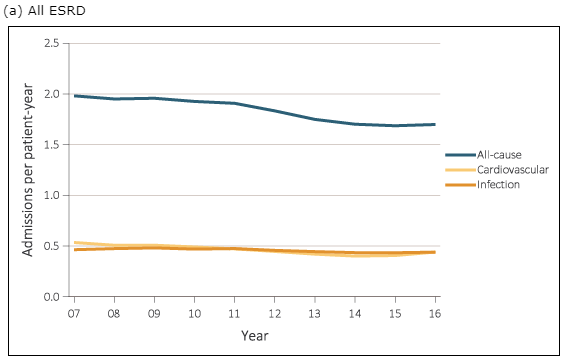 (a) All ESRD
2.5
2.0
1.5
1.0
0.5
0.0
Admissions per patient-year
07 08 09 10 11 12 13 14 15 16
Year
All-cause
Cardiovascular
Infection